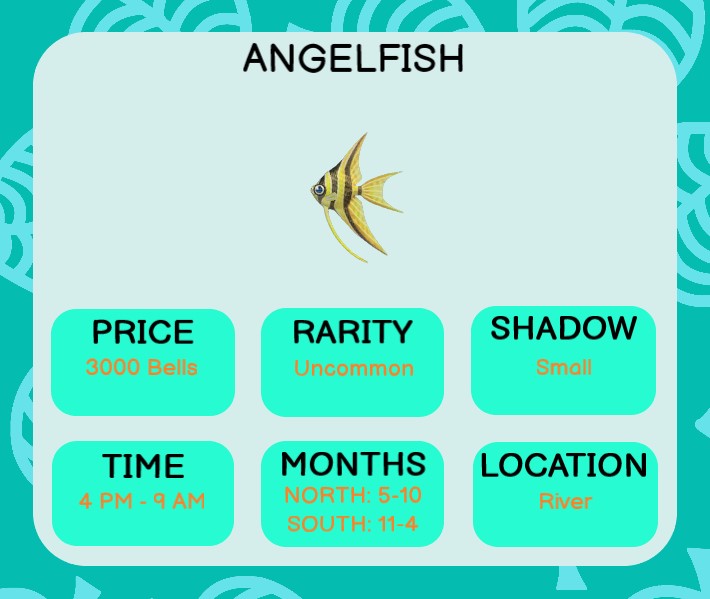 ANGELFISH
PRICE
3000 Bells
RARITY
Uncommon
SHADOW
Small
TIME
4 PM - 9 AM
MONTHS
NORTH: 5-10
SOUTH: 11-4
LOCATION
River